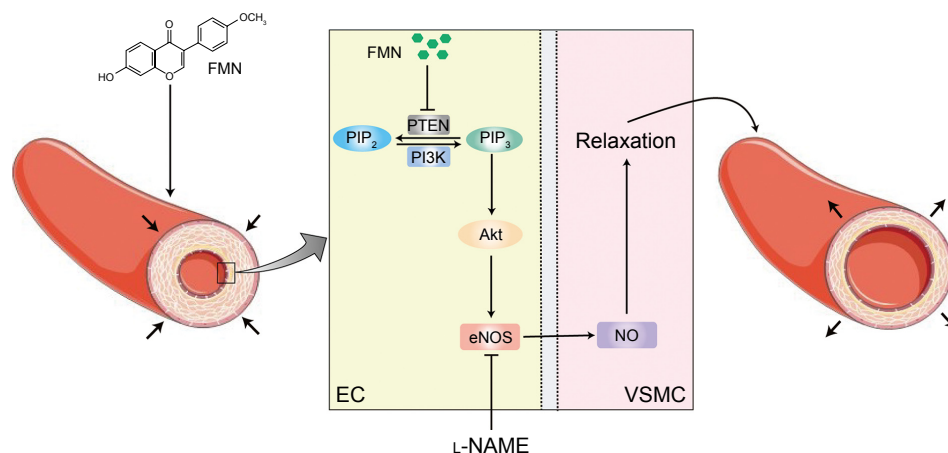 OCH₃
O
HO
O
FMN
FMN
PTEN
PIP₂
PIP₃
PI3K
Relaxation
Akt
eNOS
NO
EC
VSMC
L-NAME